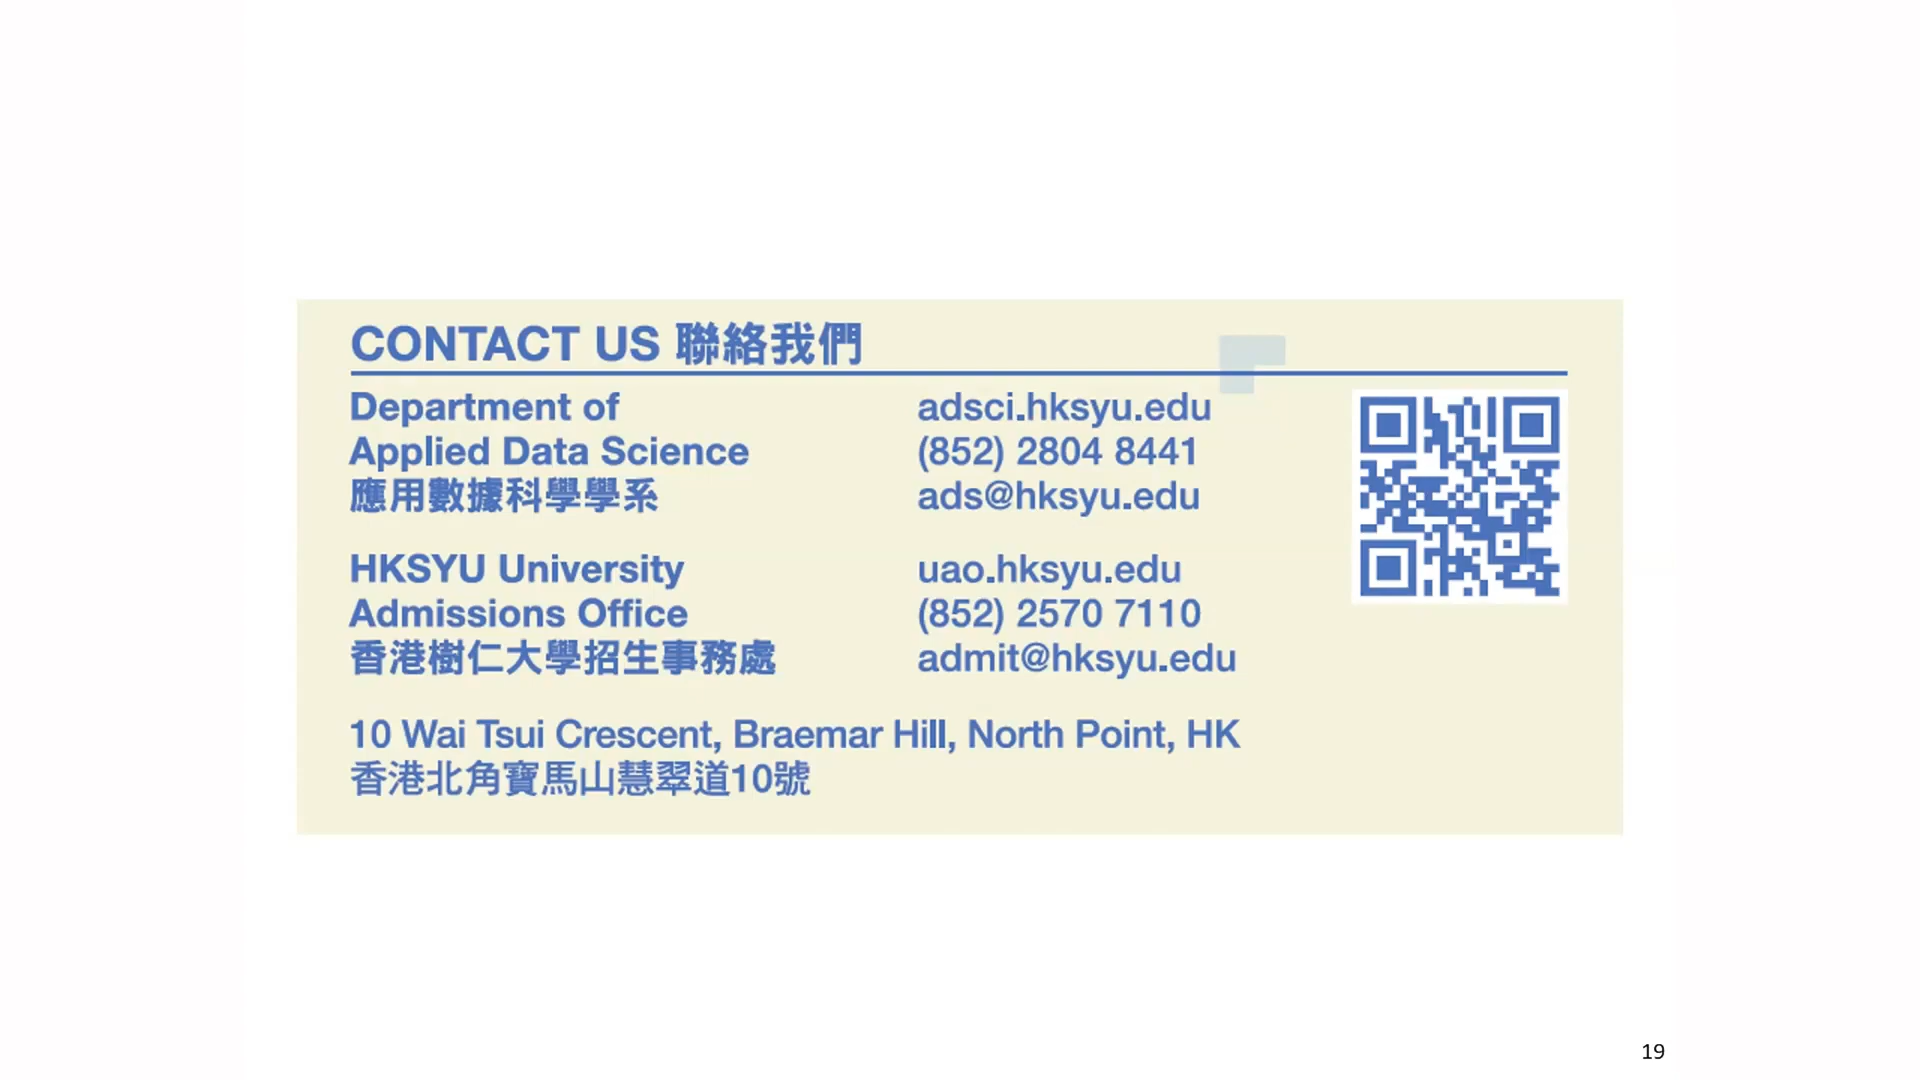 CONTACT US 聯絡我們
Department of
Applied Data Science
應用數據科學學系
adsci.hksyu.edu
(852) 2804 8441
ads@hksyu.edu
HKSYU University
Admissions Office
香港樹仁大學招生事務處
uao.hksyu.edu
(852) 2570 7110
admit@hksyu.edu
10 Wai Tsui Crescent, Braemar Hill, North Point, HK
香港北角寶馬山慧翠道10號
19